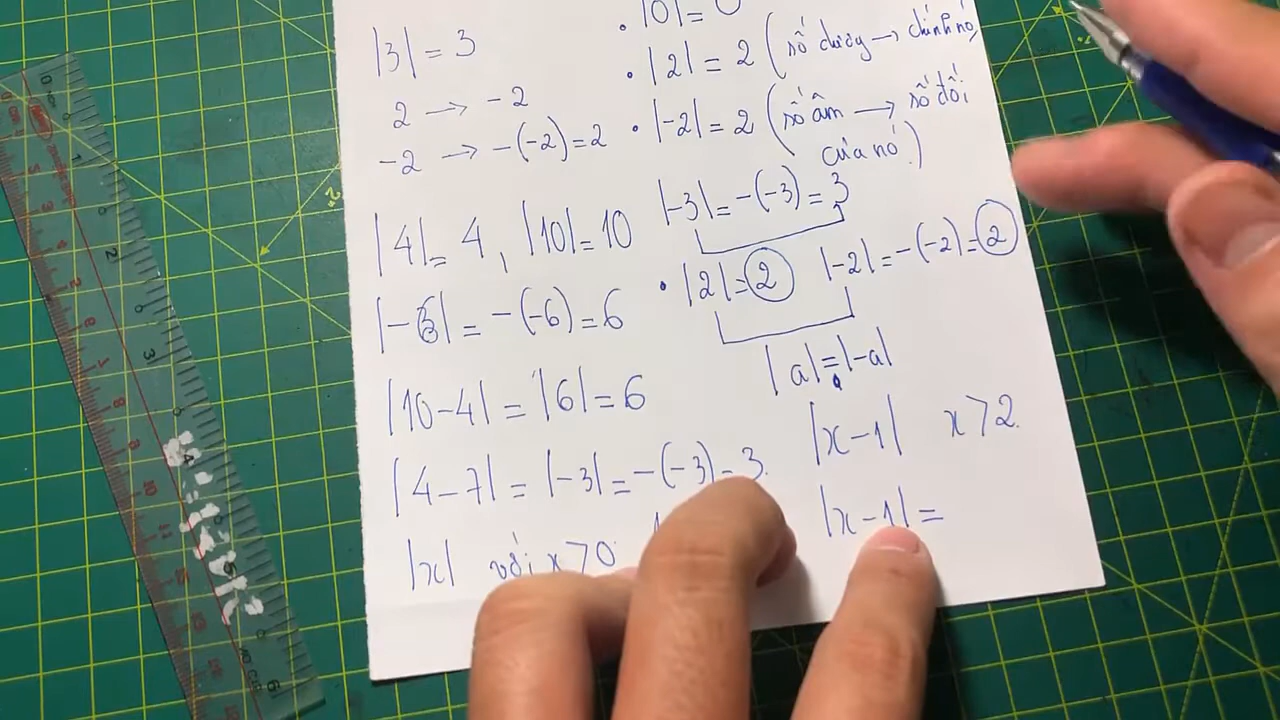 |3| = 3
2 → -2
-2 → -(-2) = 2
|4| = 4, |10| = 10
|-6| = -(-6) = 6
|10-4| = |6| = 6
|4-7| = |-3| = -(-3) = 3.
|x| với x > 0
• |0| = 0
• |2| = 2 (số dương → chính nó)
• |-2| = 2 (số âm → số đối
của nó)
|-3| = -(-3) = 3
• |2| = 2 |-2| = -(-2) = 2
|a| = |-a|
|x-1| x > 2.
|x-1| =